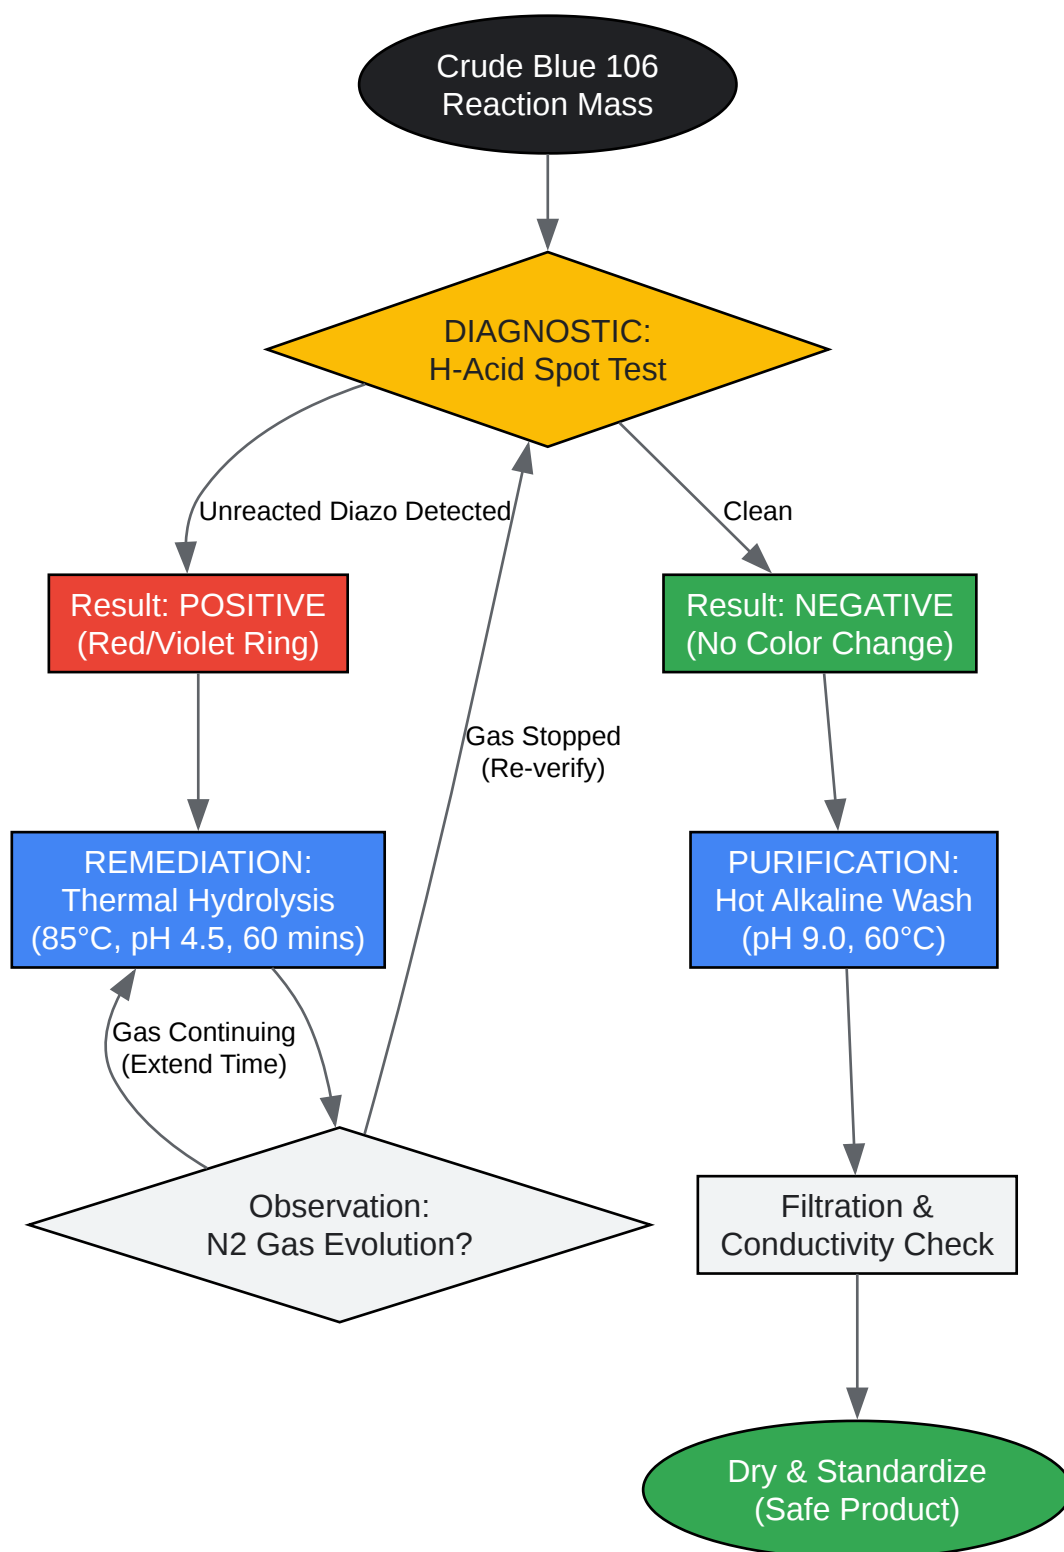 Crude Blue 106
Reaction Mass
DIAGNOSTIC:
H-Acid Spot Test
Unreacted Diazo Detected
Clean
Result: POSITIVE
(Red/Violet Ring)
Result: NEGATIVE
(No Color Change)
Gas Stopped
(Re-verify)
REMEDIATION:
Thermal Hydrolysis
(85°C, pH 4.5, 60 mins)
PURIFICATION:
Hot Alkaline Wash
(pH 9.0, 60°C)
Gas Continuing
(Extend Time)
Observation:
N2 Gas Evolution?
Filtration &
Conductivity Check
Dry & Standardize
(Safe Product)